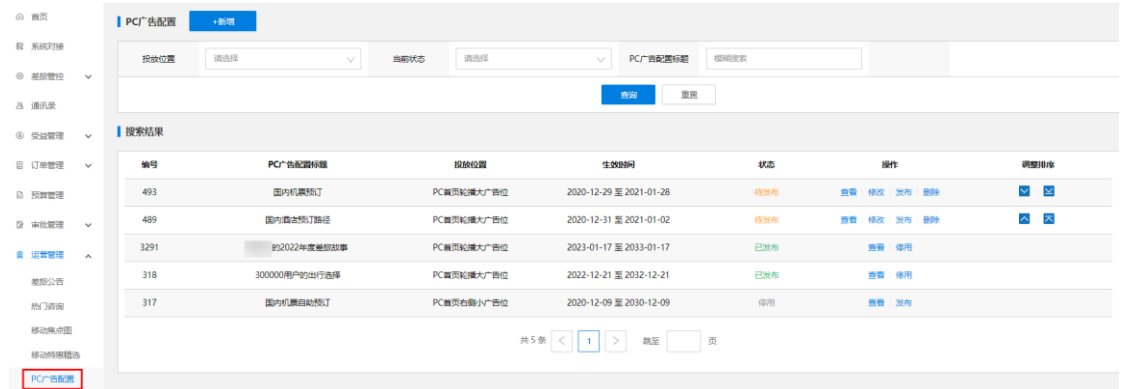 首页
系统对接
差旅管控
通讯录
受益管理
订单管理
预算管理
审批管理
运营管理
差旅公告
热门咨询
移动焦点图
移动特惠精选
PC广告配置
PC广告配置 +新增
投放位置 请选择 当前状态 请选择 PC广告配置标题 模糊搜索
查询 重置
搜索结果
编号 PC广告配置标题 投放位置 生效时间 状态 操作 调整排序
493 国内机票预订 PC首页轮播大广告位 2020-12-29 至 2021-01-28 待发布 查看 修改 发布 删除
489 国内酒店预订路径 PC首页轮播大广告位 2020-12-31 至 2021-01-02 待发布 查看 修改 发布 删除
3291 的2022年度差旅故事 PC首页轮播大广告位 2023-01-17 至 2033-01-17 已发布 查看 停用
318 300000用户的出行选择 PC首页轮播大广告位 2022-12-21 至 2032-12-21 已发布 查看 停用
317 国内机票自助预订 PC首页右侧小广告位 2020-12-09 至 2030-12-09 停用 查看 发布
共 5 条 < 1 > 跳至 页